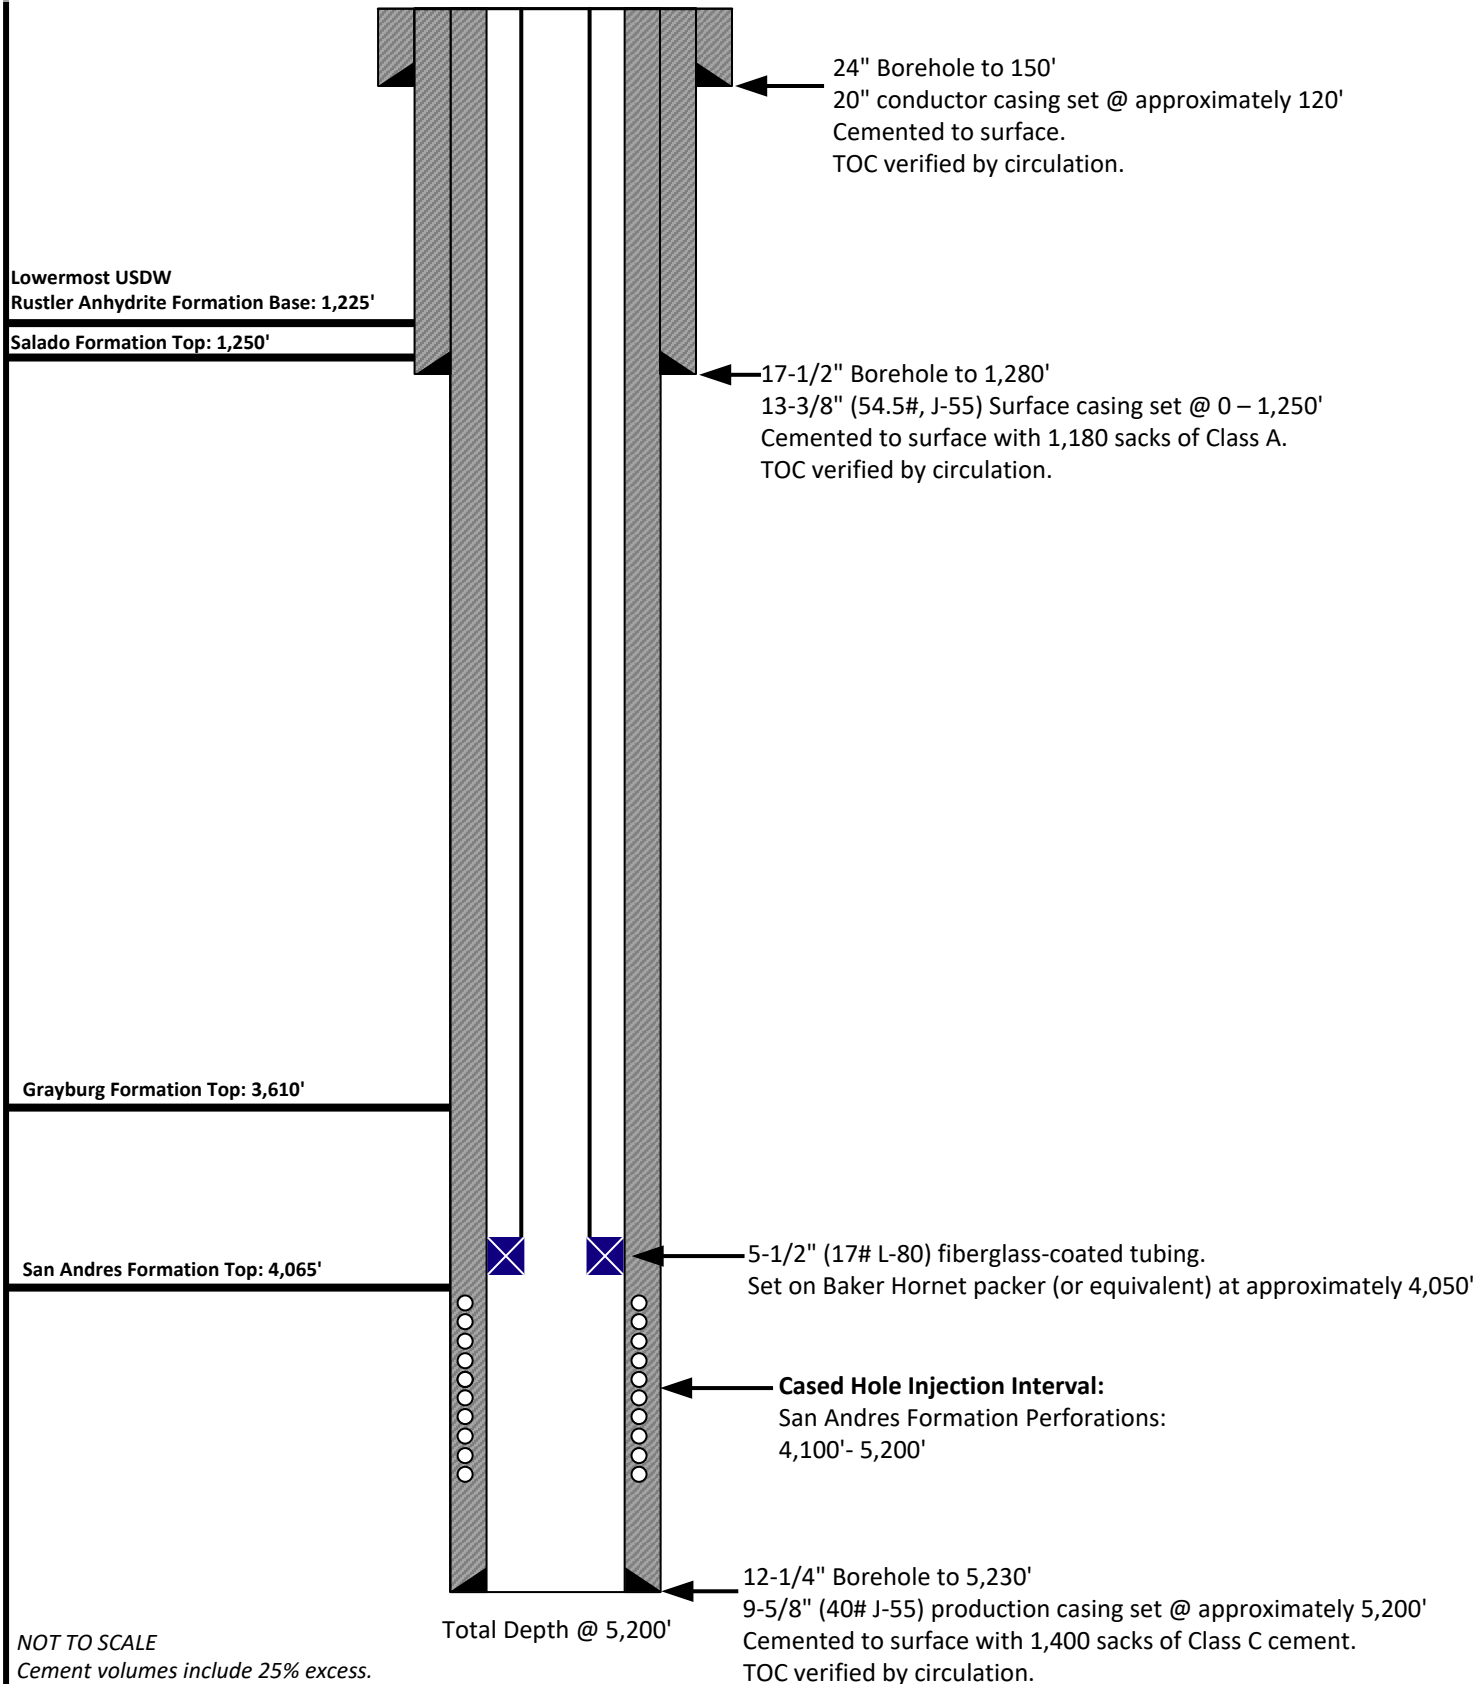 24" Borehole to 150'
20" conductor casing set @ approximately 120'
Cemented to surface.
TOC verified by circulation.
Lowermost USDW
Rustler Anhydrite Formation Base: 1,225'
Salado Formation Top: 1,250'
17-1/2" Borehole to 1,280'
13-3/8" (54.5#, J-55) Surface casing set @ 0 – 1,250'
Cemented to surface with 1,180 sacks of Class A.
TOC verified by circulation.
Grayburg Formation Top: 3,610'
San Andres Formation Top: 4,065'
5-1/2" (17# L-80) fiberglass-coated tubing.
Set on Baker Hornet packer (or equivalent) at approximately 4,050'
Cased Hole Injection Interval:
San Andres Formation Perforations:
4,100'- 5,200'
12-1/4" Borehole to 5,230'
9-5/8" (40# J-55) production casing set @ approximately 5,200'
Cemented to surface with 1,400 sacks of Class C cement.
TOC verified by circulation.
Total Depth @ 5,200'
NOT TO SCALE
Cement volumes include 25% excess.